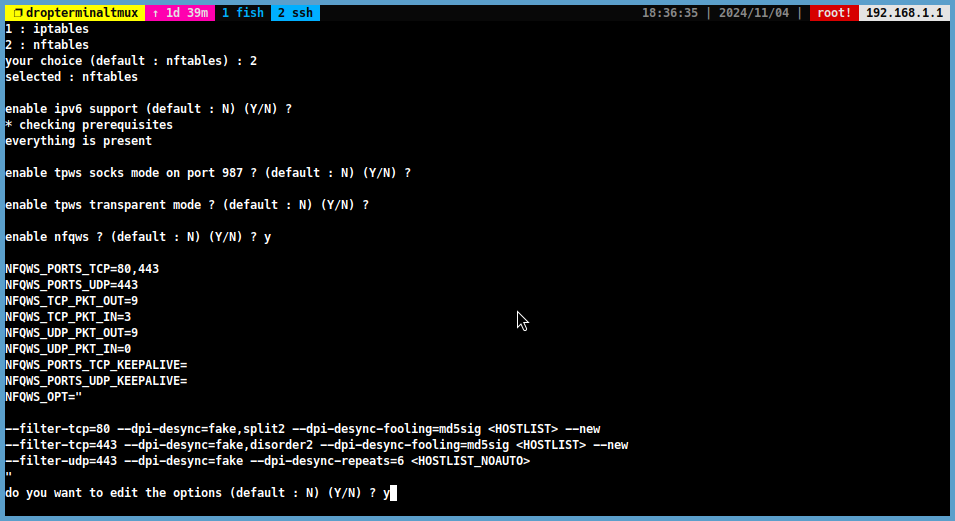 ❐ dropterminaltmux ↑ 1d 39m 1 fish 2 ssh 18:36:35 | 2024/11/04 | root! 192.168.1.1
1 : iptables
2 : nftables
your choice (default : nftables) : 2
selected : nftables
enable ipv6 support (default : N) (Y/N) ?
* checking prerequisites
everything is present
enable tpws socks mode on port 987 ? (default : N) (Y/N) ?
enable tpws transparent mode ? (default : N) (Y/N) ?
enable nfqws ? (default : N) (Y/N) ? y
NFQWS_PORTS_TCP=80,443
NFQWS_PORTS_UDP=443
NFQWS_TCP_PKT_OUT=9
NFQWS_TCP_PKT_IN=3
NFQWS_UDP_PKT_OUT=9
NFQWS_UDP_PKT_IN=0
NFQWS_PORTS_TCP_KEEPALIVE=
NFQWS_PORTS_UDP_KEEPALIVE=
NFQWS_OPT="
--filter-tcp=80 --dpi-desync=fake,split2 --dpi-desync-fooling=md5sig <HOSTLIST> --new
--filter-tcp=443 --dpi-desync=fake,disorder2 --dpi-desync-fooling=md5sig <HOSTLIST> --new
--filter-udp=443 --dpi-desync=fake --dpi-desync-repeats=6 <HOSTLIST_NOAUTO>
"
do you want to edit the options (default : N) (Y/N) ? y